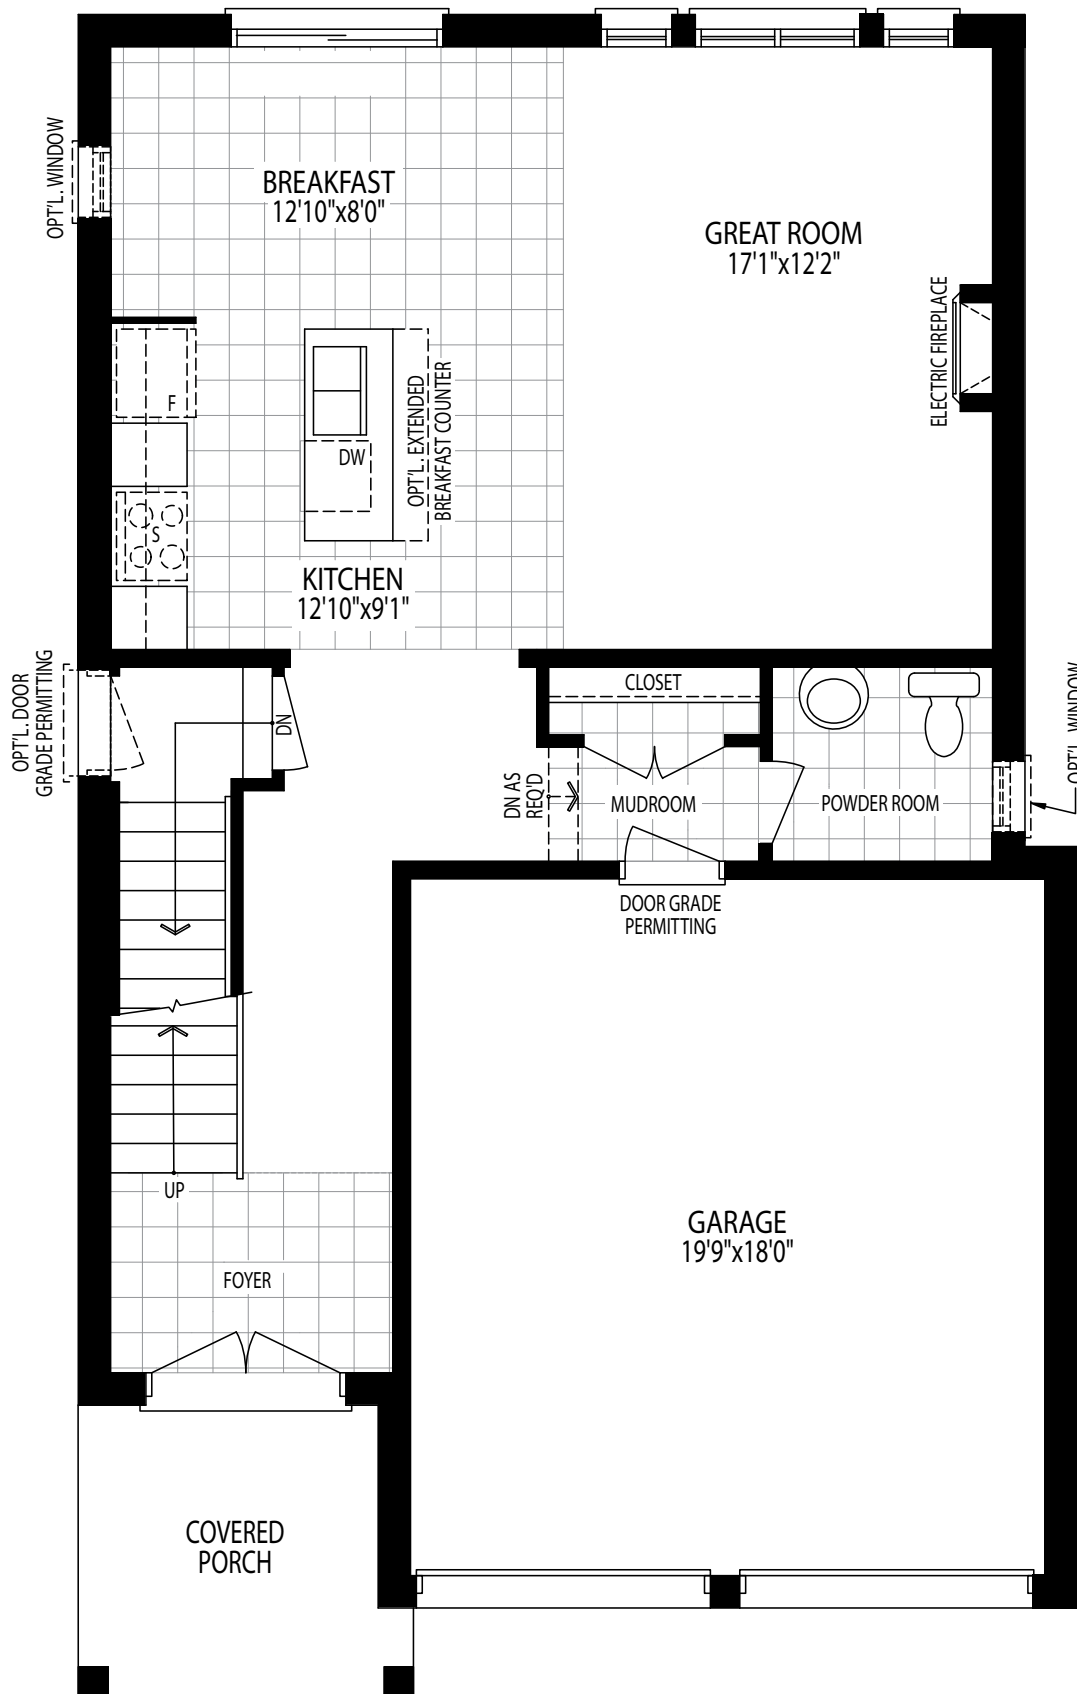 OPT'L. WINDOW
BREAKFAST
12'10"x8'0"
GREAT ROOM
17'1"x12'2"
ELECTRIC FIREPLACE
F
DW
OPT'L. EXTENDED
BREAKFAST COUNTER
S
KITCHEN
12'10"x9'1"
OPT'L. DOOR
GRADE PERMITTING
DN
CLOSET
OPT'L. WINDOW
DN AS
REQ'D
MUDROOM
POWDER ROOM
DOOR GRADE
PERMITTING
UP
FOYER
GARAGE
19'9"x18'0"
COVERED
PORCH